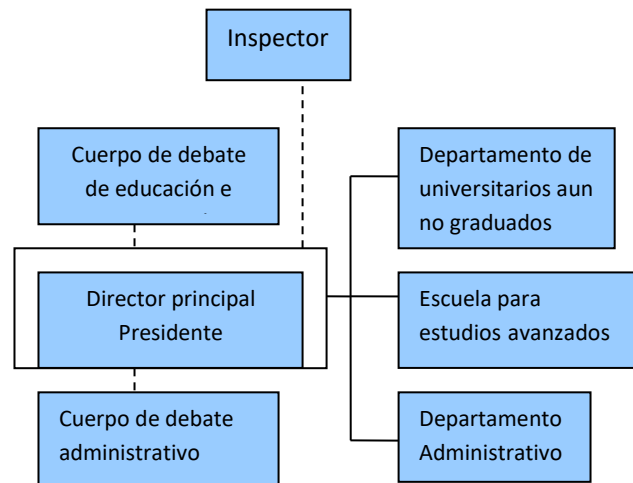 Inspector
Cuerpo de debate
de educación e
Departamento de
universitarios aun
no graduados
Director principal
Presidente
Escuela para
estudios avanzados
Cuerpo de debate
administrativo
Departamento
Administrativo